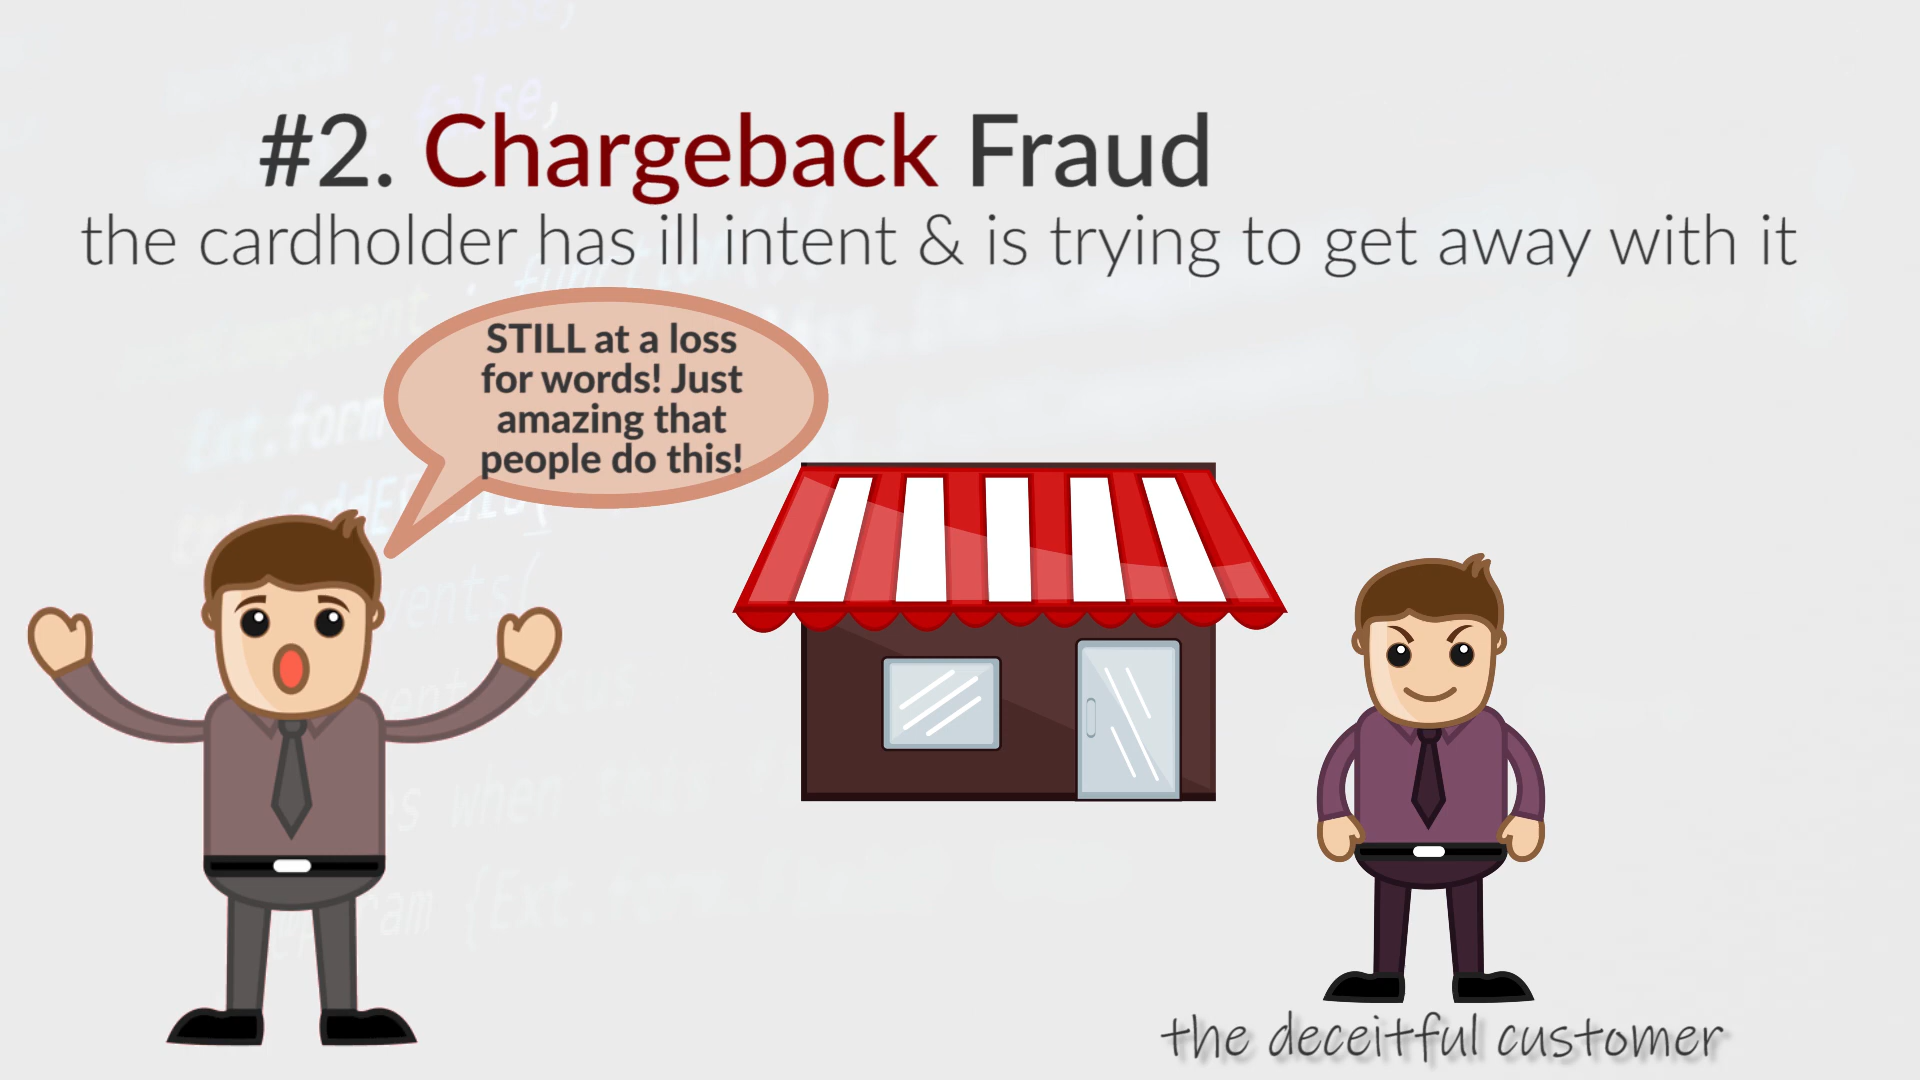 #2. Chargeback Fraud
the cardholder has ill intent & is trying to get away with it
STILL at a loss
for words! Just
amazing that
people do this!
the deceitful customer